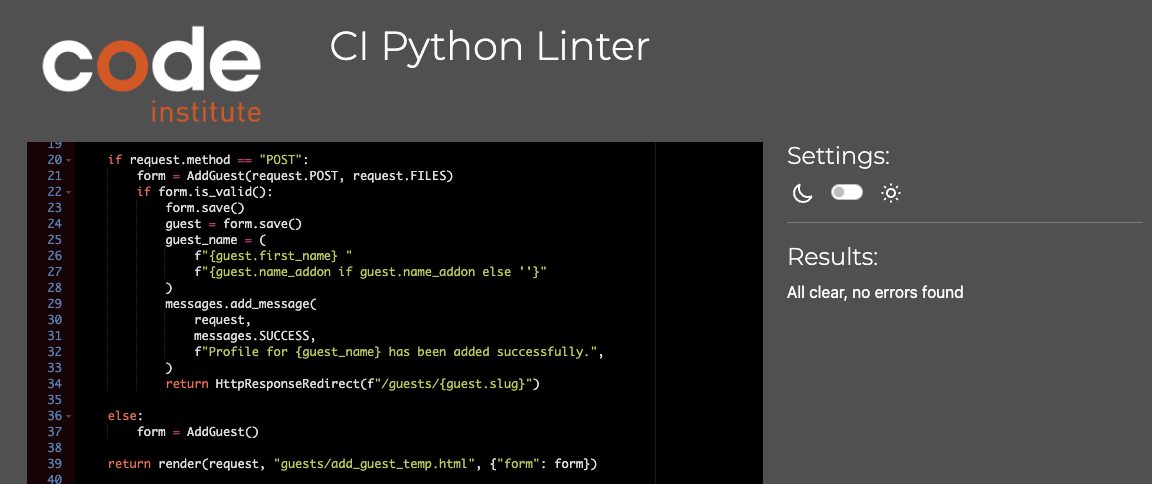 code
institute
CI Python Linter
19
20 if request.method == "POST":
21 form = AddGuest(request.POST, request.FILES)
22 if form.is_valid():
23 form.save()
24 guest = form.save()
25 guest_name = (
26 f"{guest.first_name} "
27 f"{guest.name_addon if guest.name_addon else ''}"
28 )
29 messages.add_message(
30 request,
31 messages.SUCCESS,
32 f"Profile for {guest_name} has been added successfully.",
33 )
34 return HttpResponseRedirect(f"/guests/{guest.slug}")
35
36 else:
37 form = AddGuest()
38
39 return render(request, "guests/add_guest_temp.html", {"form": form})
40
Settings:
Results:
All clear, no errors found